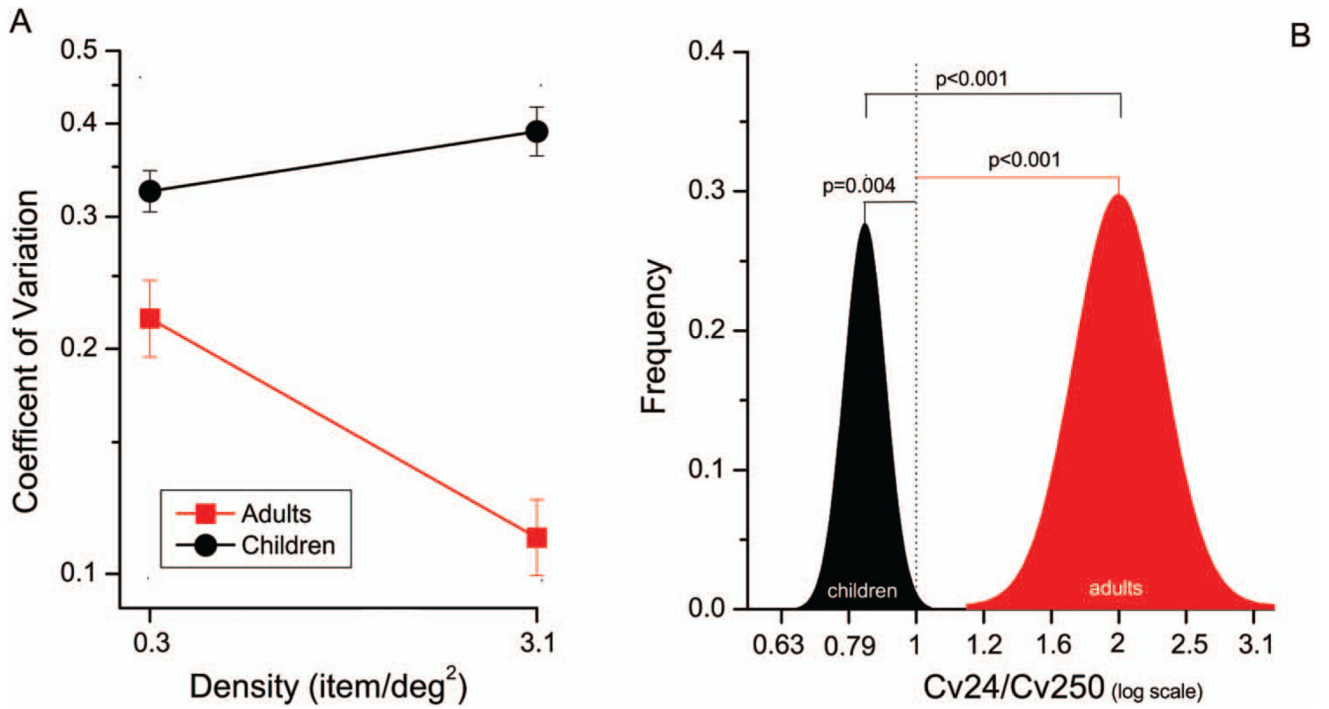 A
0.5
0.4
0.3
0.2
0.1
Coefficent of Variation
Adults
Children
0.3
3.1
Density (item/deg²)
B
0.4
0.3
0.2
0.1
0.0
Frequency
p<0.001
p<0.001
p=0.004
children
adults
0.63
0.79
1
1.2
1.6
2
2.5
3.1
Cv24/Cv250 (log scale)